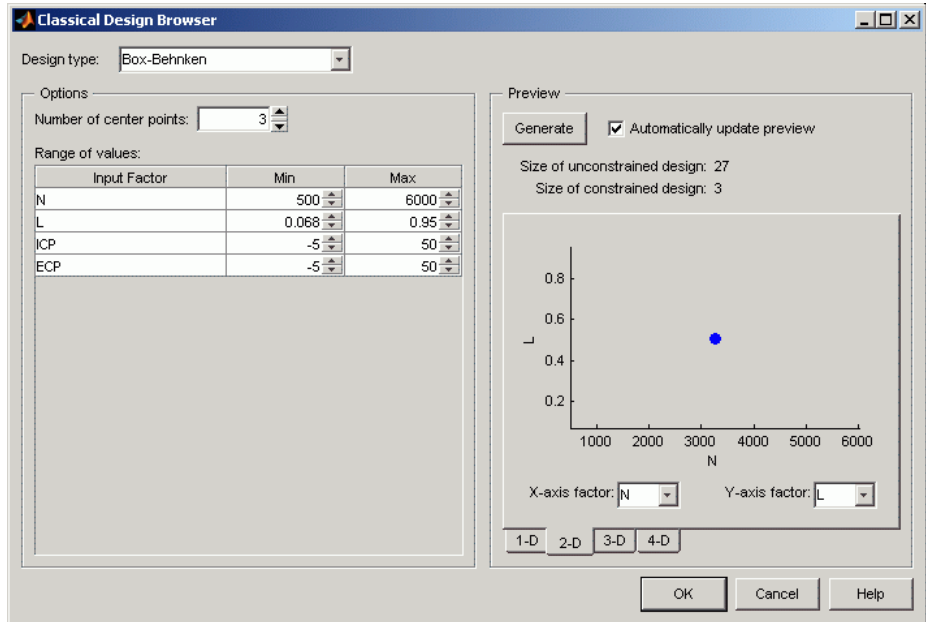 Classical Design Browser
Design type: Box-Behnken
Options
Number of center points: 3
Range of values:
Input Factor Min Max
N 500 6000
L 0.068 0.95
ICP -5 50
ECP -5 50
Preview
Generate Automatically update preview
Size of unconstrained design: 27
Size of constrained design: 3
0.8
0.6
L
0.4
0.2
1000 2000 3000 4000 5000 6000
N
X-axis factor: N Y-axis factor: L
1-D 2-D 3-D 4-D
OK Cancel Help